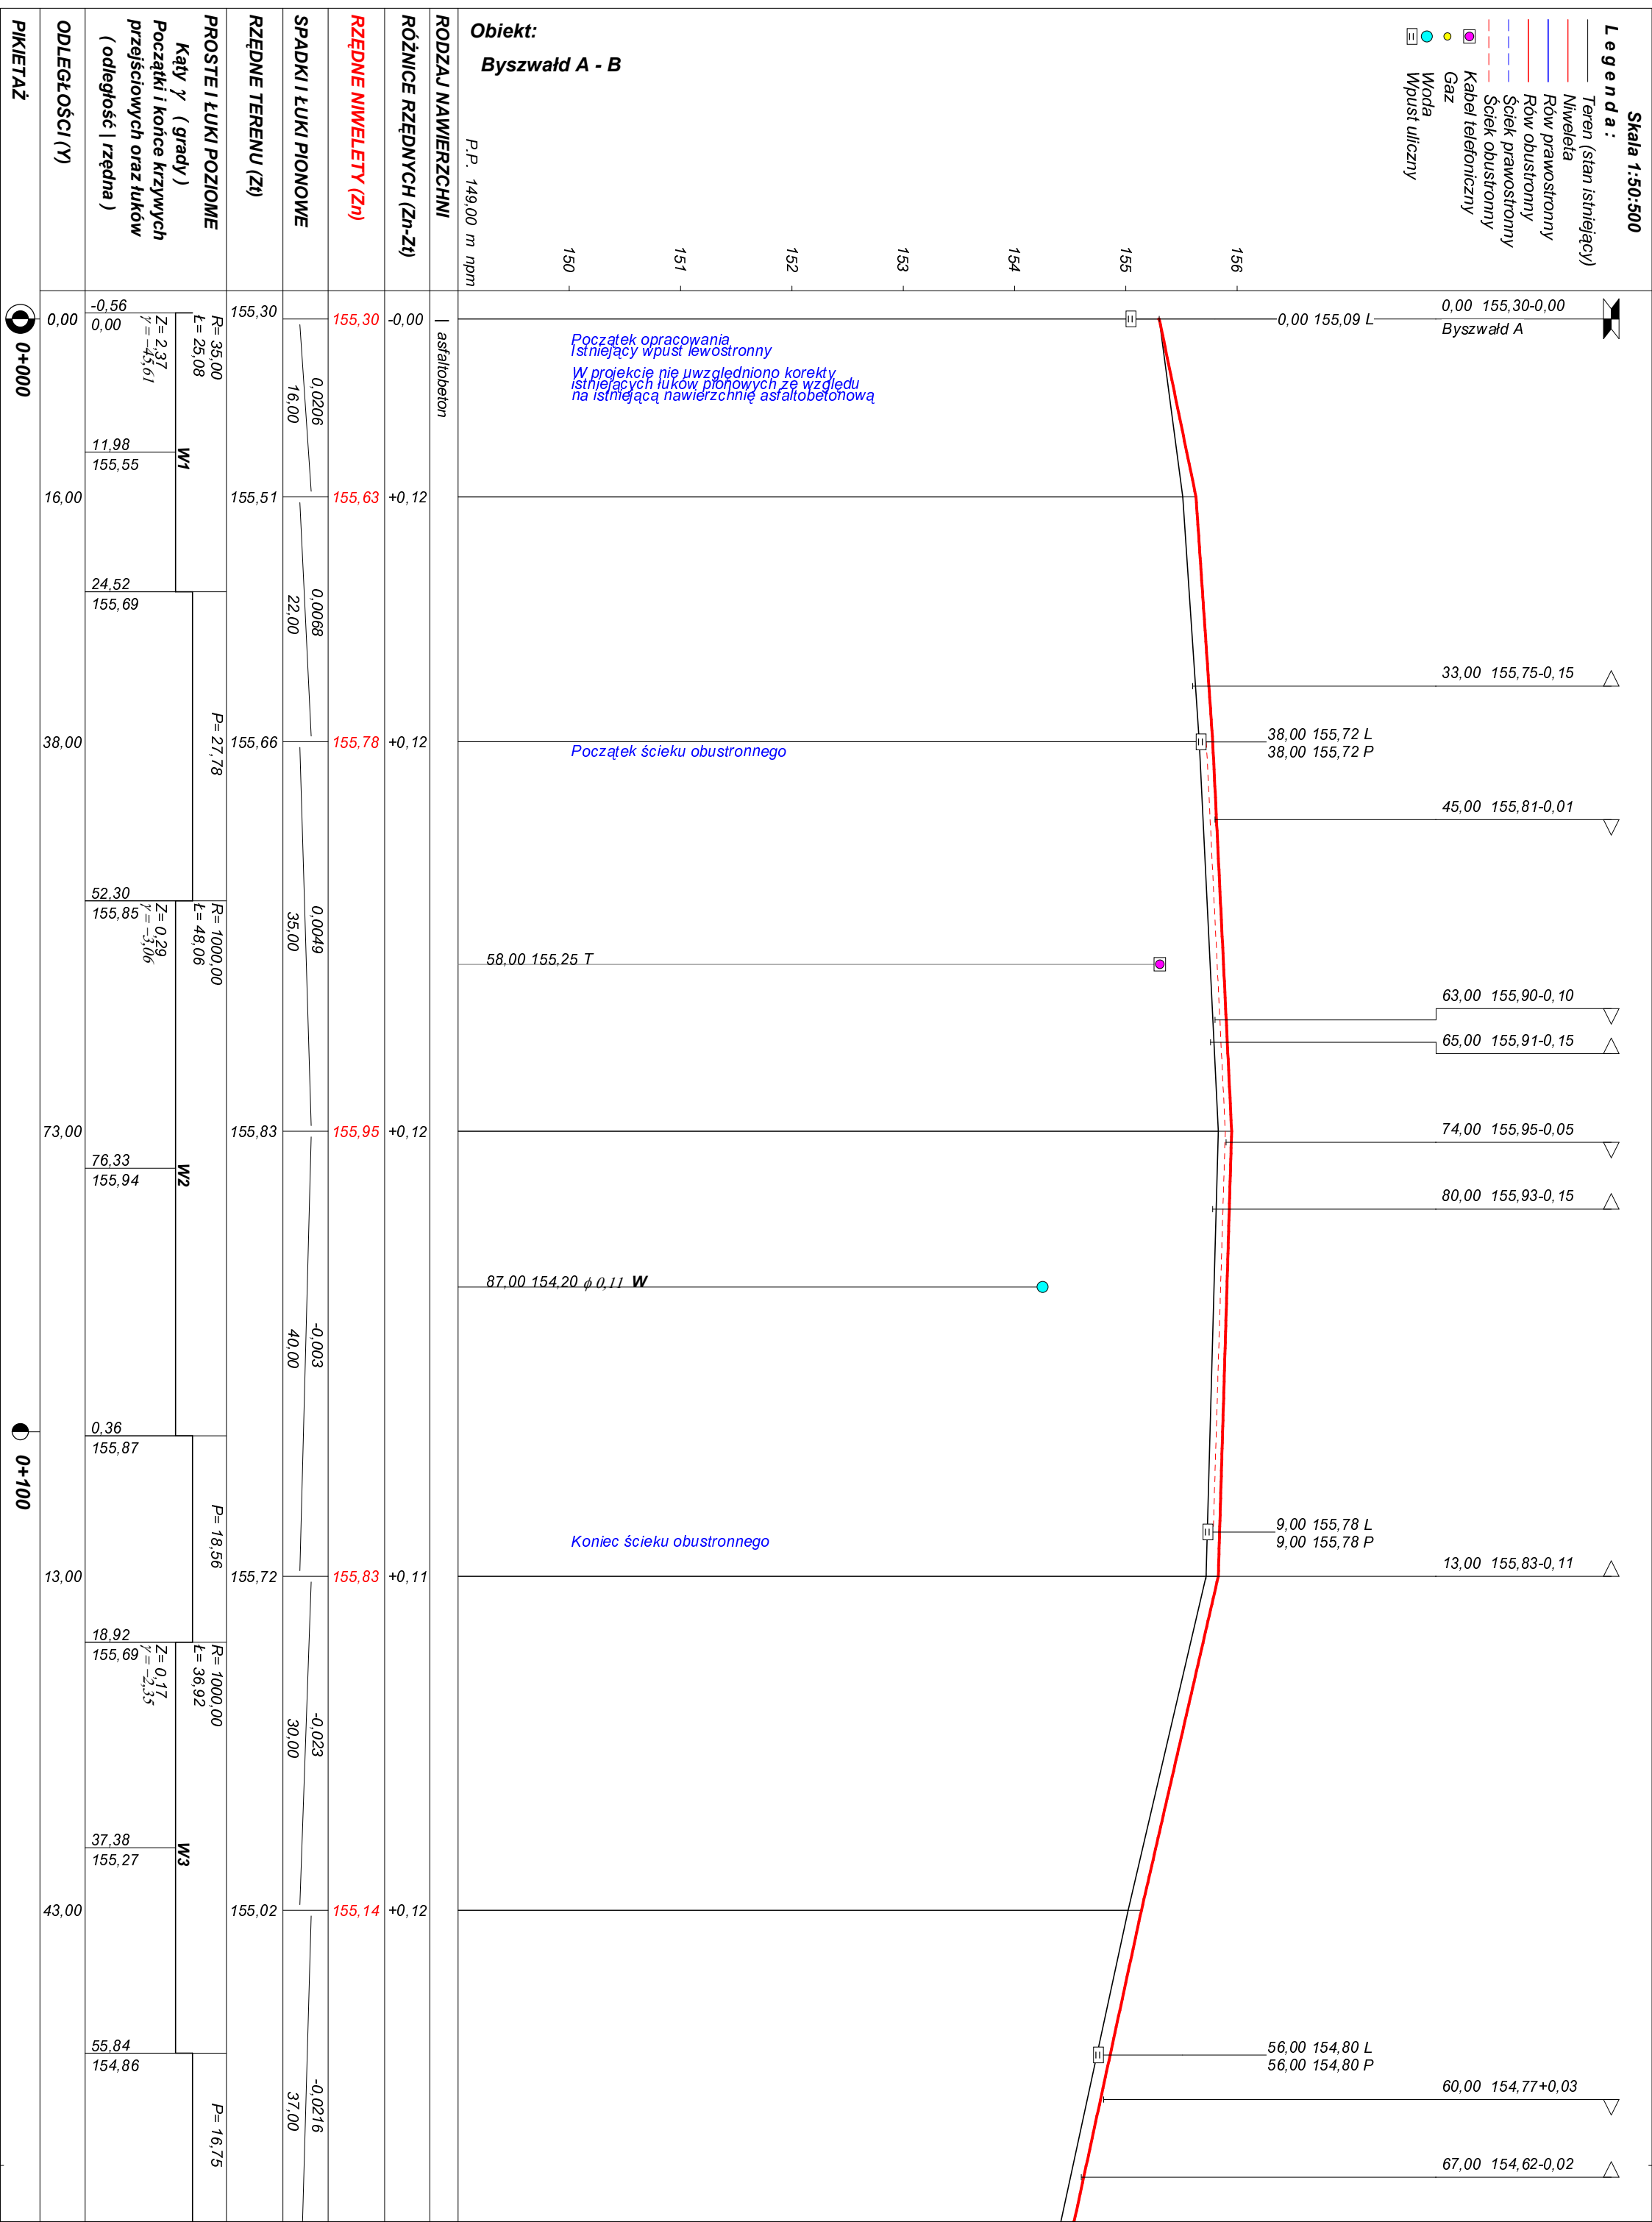 Skala 1:50:500
Legenda:
Teren (stan istniejący)
Niweleta
Rów prawostronny
Rów obustronny
Ściek prawostronny
Ściek obustronny
Kabel telefoniczny
Gaz
Woda
Wpust uliczny
Obiekt:
Byszwałd A - B
P.P. 149,00 m npm
150
151
152
153
154
155
156
0,00 155,30-0,00
Byszwałd A
0,00 155,09 L
33,00 155,75-0,15
38,00 155,72 L
38,00 155,72 P
45,00 155,81-0,01
63,00 155,90-0,10
65,00 155,91-0,15
74,00 155,95-0,05
80,00 155,93-0,15
9,00 155,78 L
9,00 155,78 P
13,00 155,83-0,11
56,00 154,80 L
56,00 154,80 P
60,00 154,77+0,03
67,00 154,62-0,02
Początek opracowania
Istniejący wpust lewostronny
W projekcie nie uwzględniono korekty
istniejących łuków pionowych ze względu
na istniejącą nawierzchnię asfaltobetonową
Początek ścieku obustronnego
58,00 155,25 T
87,00 154,20 ϕ 0,11 W
Koniec ścieku obustronnego
RODZAJ NAWIERZCHNI
asfaltobeton
RÓŻNICE RZĘDNYCH (Zn-Zt)
-0,00
+0,12
+0,12
+0,12
+0,11
+0,12
RZĘDNE NIWELETY (Zn)
155,30
155,63
155,78
155,95
155,83
155,14
SPADKI I ŁUKI PIONOWE
0,0206
16,00
0,0068
22,00
0,0049
35,00
-0,003
40,00
-0,023
30,00
-0,0216
37,00
RZĘDNE TERENU (Zt)
155,30
155,51
155,66
155,83
155,72
155,02
PROSTE I ŁUKI POZIOME
Kąty γ ( grady )
Początki i końce krzywych
przejściowych oraz łuków
( odległość | rzędna )
R= 35,00
Ł= 25,08
Z= 2,37
γ = -45,61
W1
P= 27,78
R= 1000,00
Ł= 48,06
Z= 0,29
γ = -3,06
W2
P= 18,56
R= 1000,00
Ł= 36,92
Z= 0,17
γ = -2,35
W3
P= 16,75
-0,56
0,00
11,98
155,55
24,52
155,69
52,30
155,85
76,33
155,94
0,36
155,87
18,92
155,69
37,38
155,27
55,84
154,86
ODLEGŁOŚCI (Y)
0,00
16,00
38,00
73,00
13,00
43,00
PIKIETAŻ
0+000
0+100